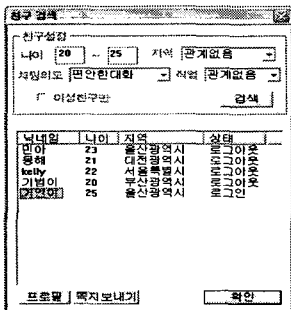 친구 검색
친구설정
나이 20 ~ 25 지역 관계없음
채팅의도 편안한대화 직업 관계없음
이성친구만 검색
닉네임 나이 지역 상태
민아 23 울산광역시 로그아웃
몽해 21 대전광역시 로그아웃
kelly 22 서울특별시 로그아웃
기범이 20 부산광역시 로그아웃
25 울산광역시 로그인
프로필 쪽지보내기 확인